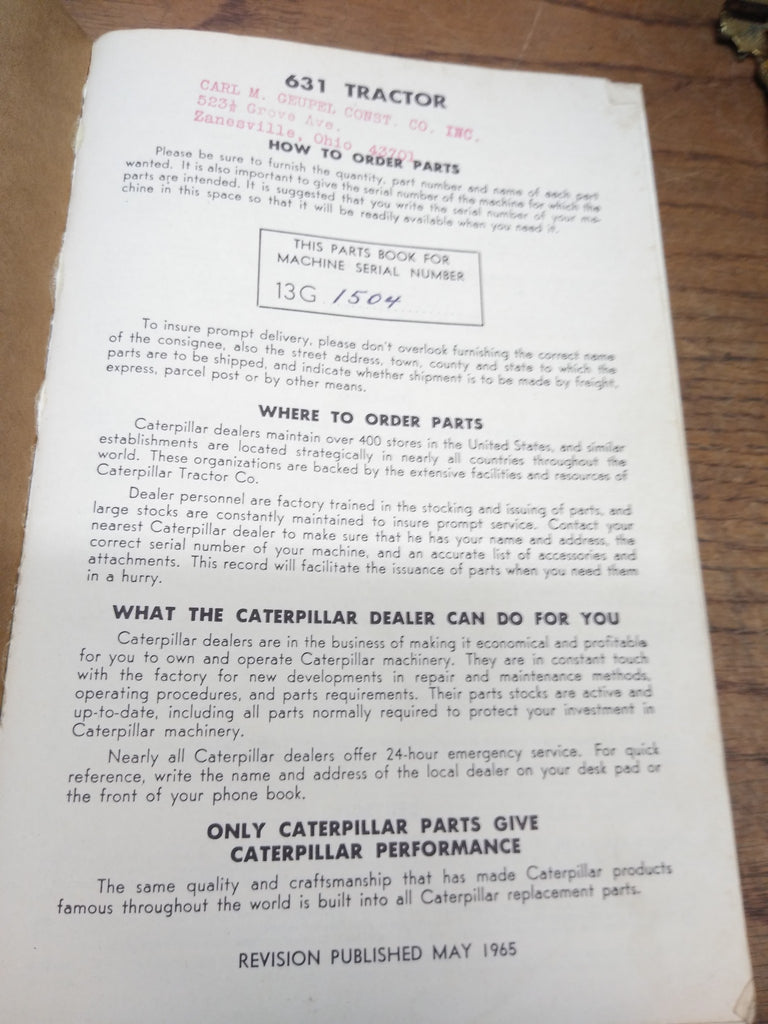 631 TRACTOR
CARL M. GEUPEL CONST. CO. INC.
523½ Grove Ave.
Zanesville, Ohio 43701
HOW TO ORDER PARTS
Please be sure to furnish the quantity, part number and name of each part
wanted. It is also important to give the serial number of the machine for which the
parts are intended. It is suggested that you write the serial number of your ma-
chine in this space so that it will be readily available when you need it.
THIS PARTS BOOK FOR
MACHINE SERIAL NUMBER
13G 1504
To insure prompt delivery, please don't overlook furnishing the correct name
of the consignee, also the street address, town, county and state to which the
parts are to be shipped, and indicate whether shipment is to be made by freight,
express, parcel post or by other means.
WHERE TO ORDER PARTS
Caterpillar dealers maintain over 400 stores in the United States, and similar
establishments are located strategically in nearly all countries throughout the
world. These organizations are backed by the extensive facilities and resources of
Caterpillar Tractor Co.
Dealer personnel are factory trained in the stocking and issuing of parts, and
large stocks are constantly maintained to insure prompt service. Contact your
nearest Caterpillar dealer to make sure that he has your name and address, the
correct serial number of your machine, and an accurate list of accessories and
attachments. This record will facilitate the issuance of parts when you need them
in a hurry.
WHAT THE CATERPILLAR DEALER CAN DO FOR YOU
Caterpillar dealers are in the business of making it economical and profitable
for you to own and operate Caterpillar machinery. They are in constant touch
with the factory for new developments in repair and maintenance methods,
operating procedures, and parts requirements. Their parts stocks are active and
up-to-date, including all parts normally required to protect your investment in
Caterpillar machinery.
Nearly all Caterpillar dealers offer 24-hour emergency service. For quick
reference, write the name and address of the local dealer on your desk pad or
the front of your phone book.
ONLY CATERPILLAR PARTS GIVE
CATERPILLAR PERFORMANCE
The same quality and craftsmanship that has made Caterpillar products
famous throughout the world is built into all Caterpillar replacement parts.
REVISION PUBLISHED MAY 1965